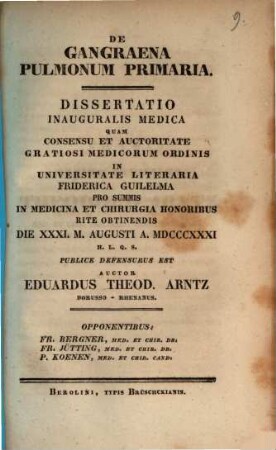 9.
DE
GANGRAENA
PULMONUM PRIMARIA.
DISSERTATIO
INAUGURALIS MEDICA
QUAM
CONSENSU ET AUCTORITATE
GRATIOSI MEDICORUM ORDINIS
IN
UNIVERSITATE LITERARIA
FRIDERICA GUILELMA
PRO SUMMIS
IN MEDICINA ET CHIRURGIA HONORIBUS
RITE OBTINENDIS
DIE XXXI. M. AUGUSTI A. MDCCCXXXI
H. L. Q. S.
PUBLICE DEFENSURUS EST
AUCTOR
EDUARDUS THEOD. ARNTZ
BORUSSO - RHENANUS.
OPPONENTIBUS:
FR. BERGNER, MED. ET CHIR. DR:
FR. JÜTTING, MED. ET CHIR. DR:
P. KOENEN, MED. ET CHIR. CAND:
BEROLINI, TYPIS BRÜSCHCKIANIS.